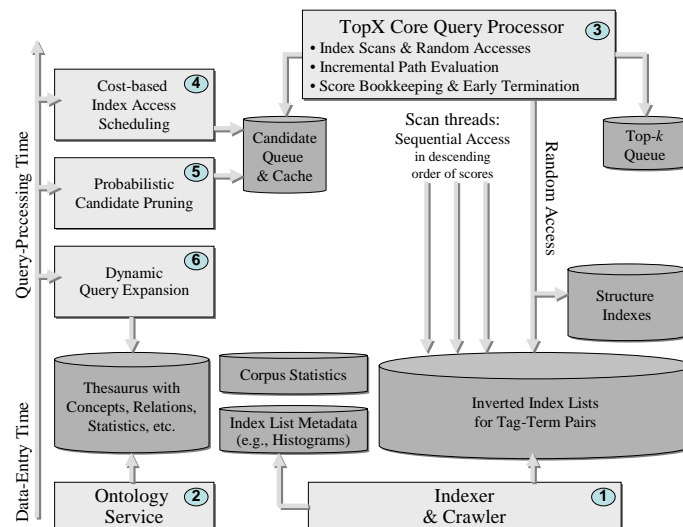 TopX Core Query Processor
3
• Index Scans & Random Accesses
• Incremental Path Evaluation
• Score Bookkeeping & Early Termination
Cost-based
Index Access
Scheduling
4
Candidate
Queue
& Cache
Scan threads:
Sequential Access
in descending
order of scores
Random Access
Top-k
Queue
Probabilistic
Candidate Pruning
5
Dynamic
Query Expansion
6
Structure
Indexes
Query-Prccessing Time
Data-Entry Time
Thesaurus with
Concepts, Relations,
Statistics, etc.
Corpus Statistics
Index List Metadata
(e.g., Histograms)
Inverted Index Lists
for Tag-Term Pairs
Ontology
Service
2
Indexer
& Crawler
1